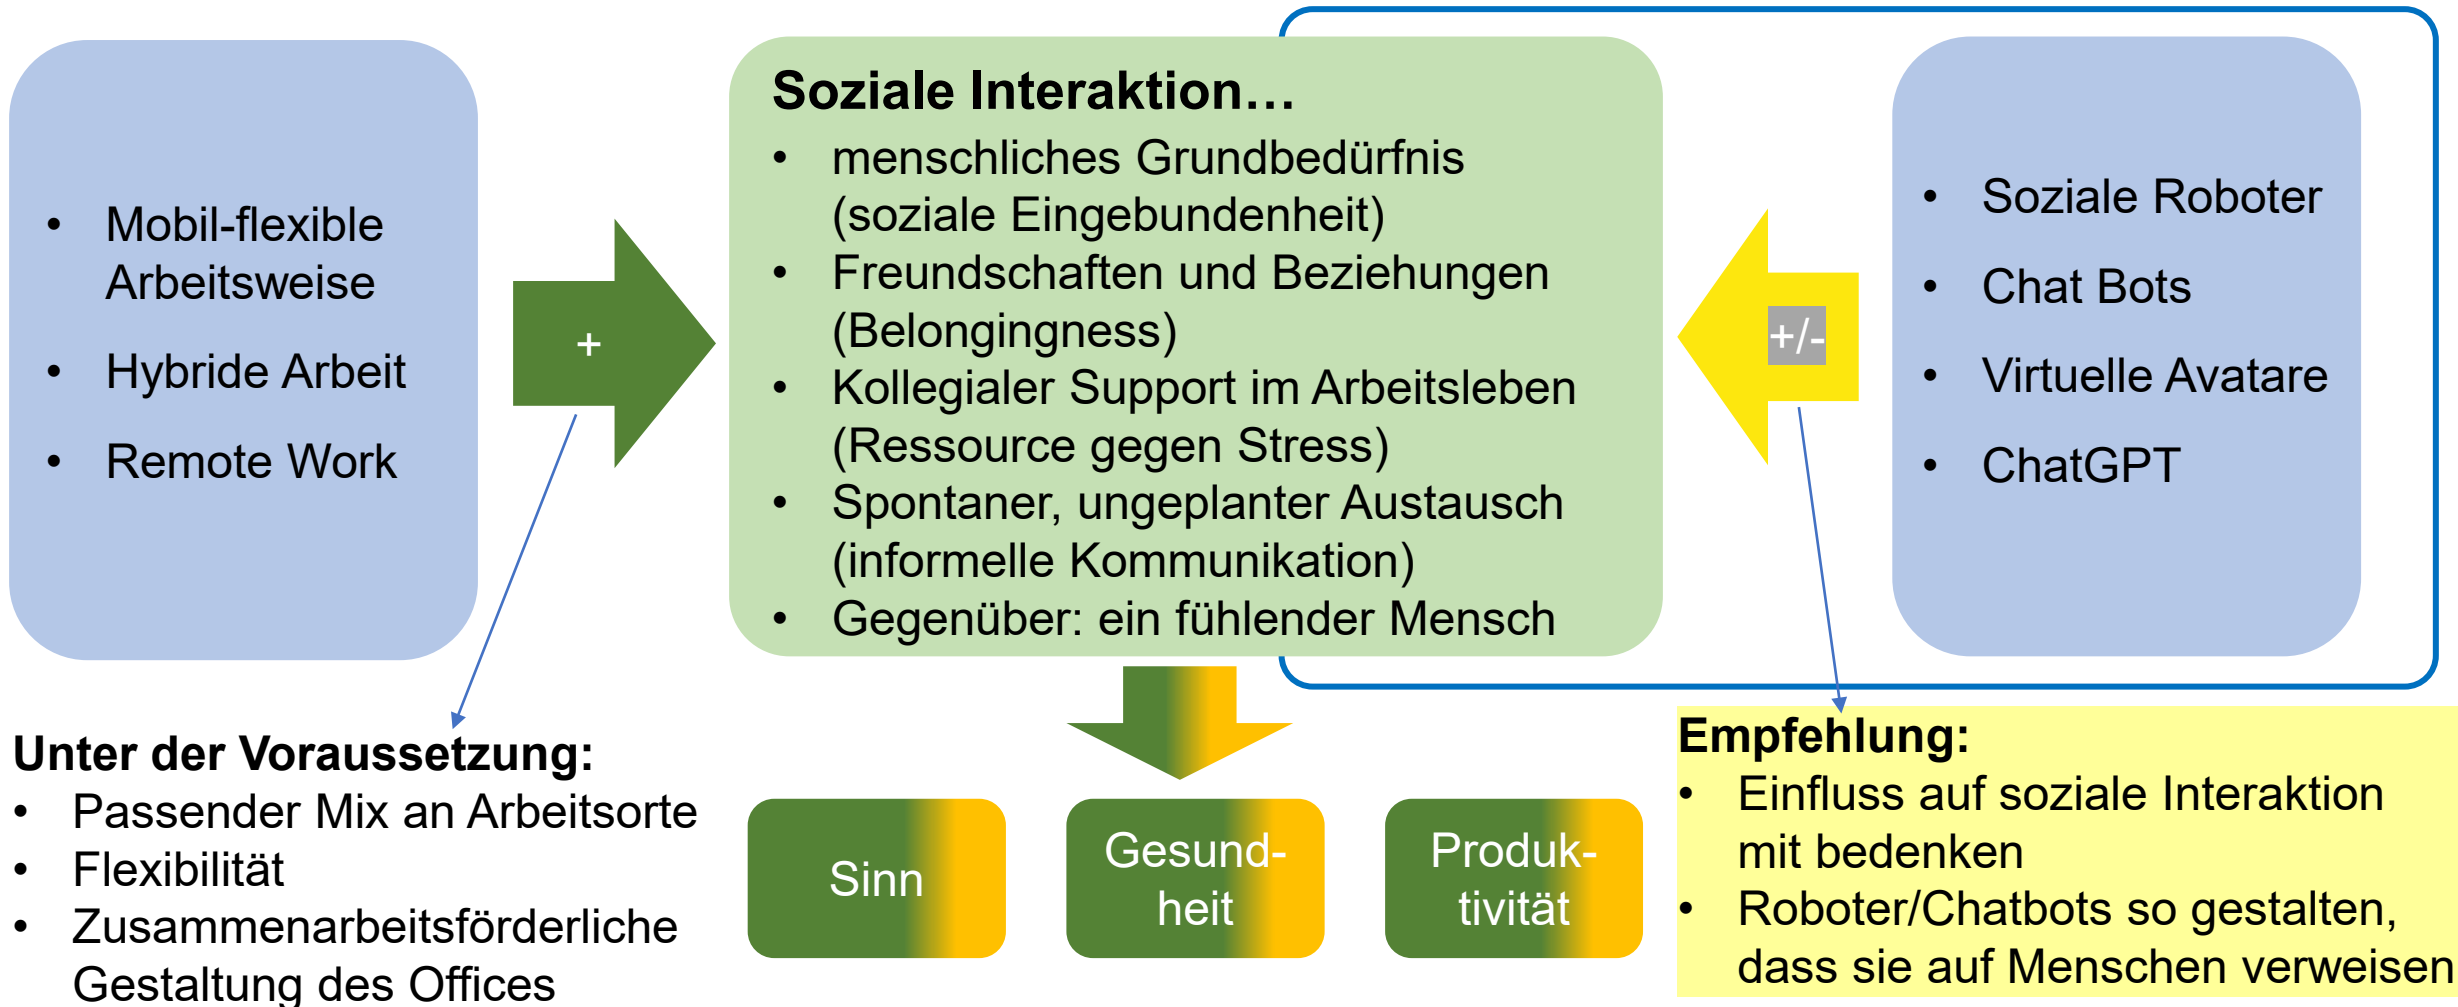 • Mobil-flexible
Arbeitsweise
• Hybride Arbeit
• Remote Work
+
Soziale Interaktion…
• menschliches Grundbedürfnis
(soziale Eingebundenheit)
• Freundschaften und Beziehungen
(Belongingness)
• Kollegialer Support im Arbeitsleben
(Ressource gegen Stress)
• Spontaner, ungeplanter Austausch
(informelle Kommunikation)
• Gegenüber: ein fühlender Mensch
+/-
• Soziale Roboter
• Chat Bots
• Virtuelle Avatare
• ChatGPT
Unter der Voraussetzung:
• Passender Mix an Arbeitsorte
• Flexibilität
• Zusammenarbeitsförderliche
Gestaltung des Offices
Sinn
Gesund-
heit
Produk-
tivität
Empfehlung:
• Einfluss auf soziale Interaktion
mit bedenken
• Roboter/Chatbots so gestalten,
dass sie auf Menschen verweisen